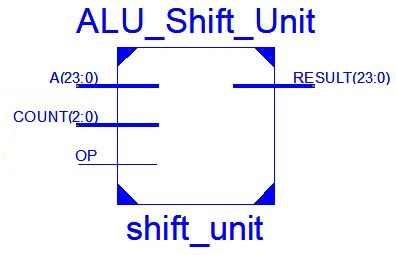 ALU_Shift_Unit
A(23:0)
RESULT(23:0)
COUNT(2:0)
OP
shift_unit